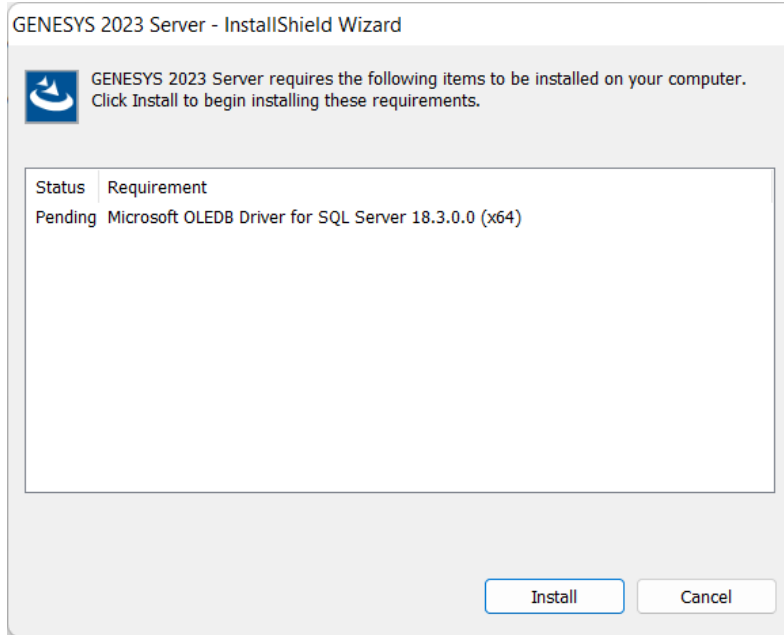 GENESYS 2023 Server - InstallShield Wizard
GENESYS 2023 Server requires the following items to be installed on your computer.
Click Install to begin installing these requirements.
Status Requirement
Pending Microsoft OLEDB Driver for SQL Server 18.3.0.0 (x64)
Install Cancel